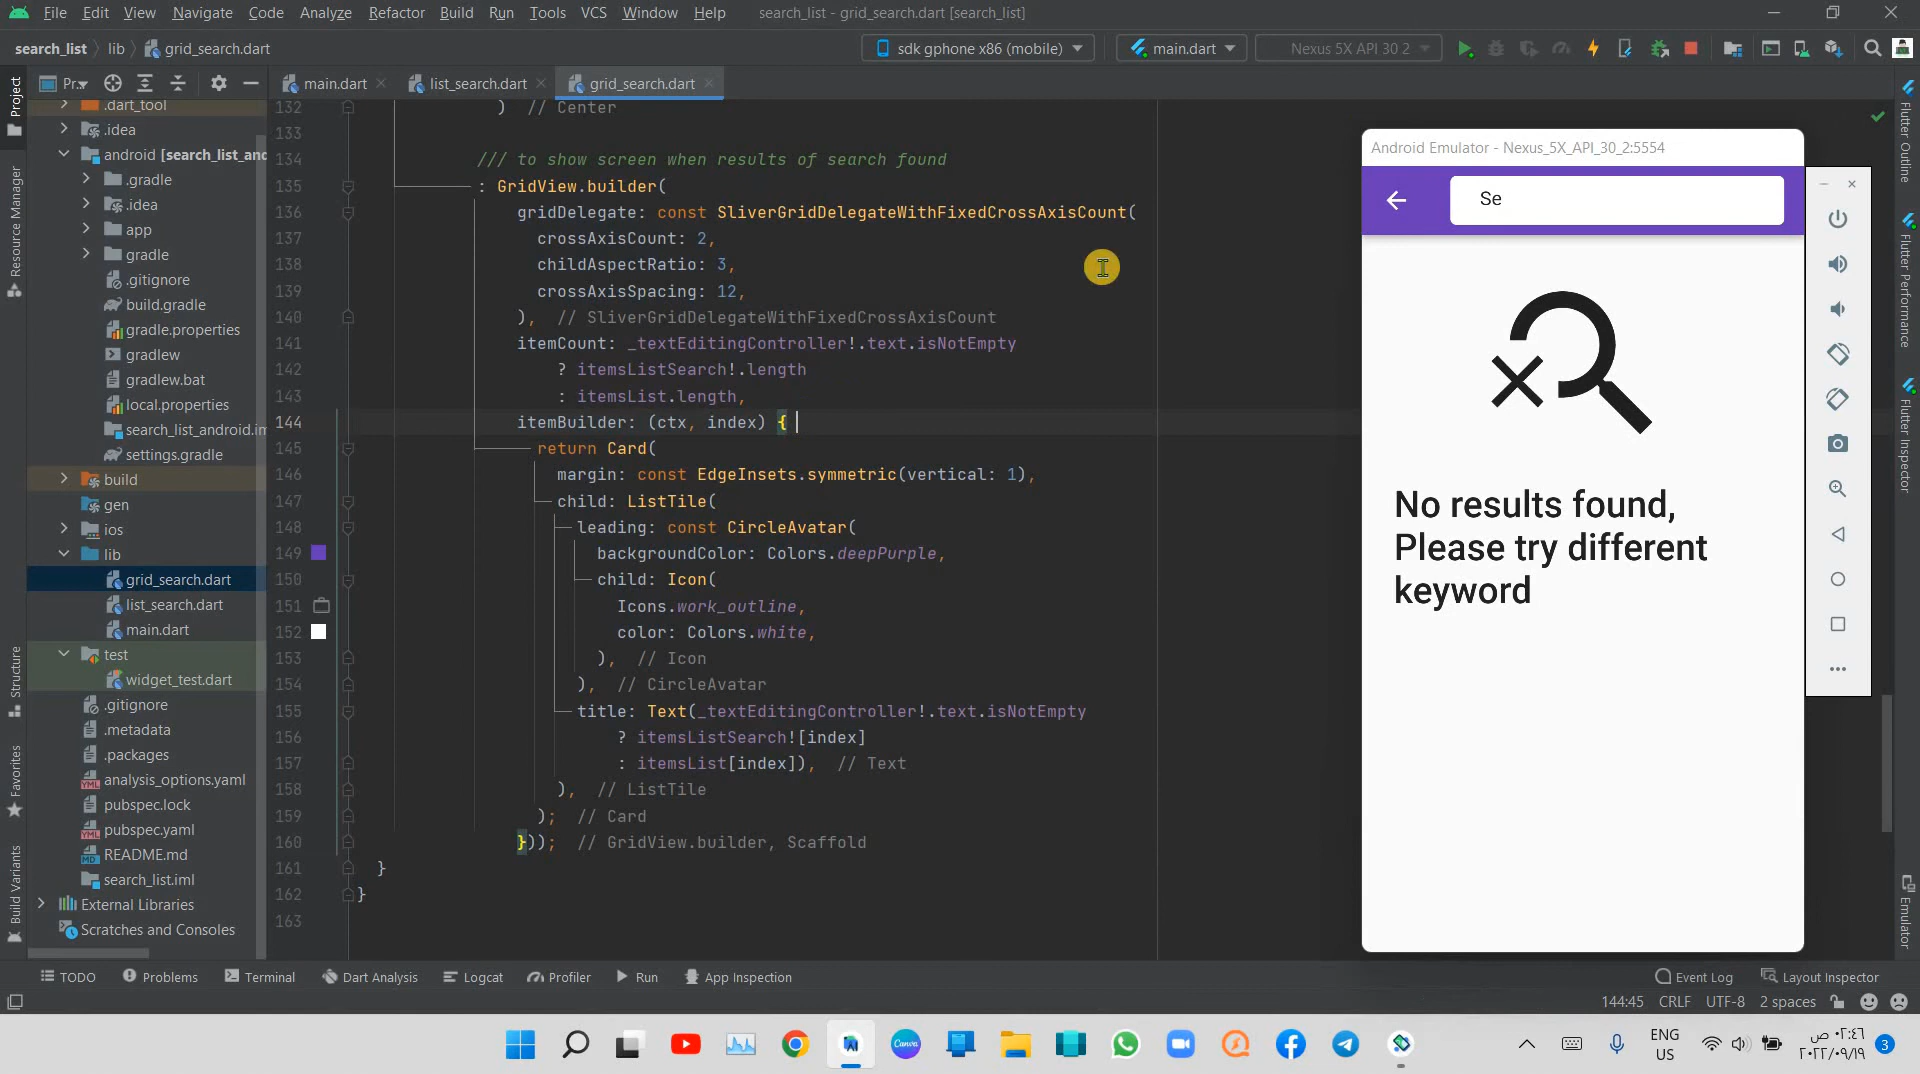 File Edit View Navigate Code Analyze Refactor Build Run Tools VCS Window Help search_list - grid_search.dart [search_list]
search_list lib grid_search.dart sdk gphone x86 (mobile) main.dart Nexus 5X API 30 2
Pr... main.dart list_search.dart grid_search.dart
Project
Resource Manager
Structure
Favorites
Build Variants
.dart_tool
.idea
android [search_list_and
.gradle
.idea
app
gradle
.gitignore
build.gradle
gradle.properties
gradlew
gradlew.bat
local.properties
search_list_android.im
settings.gradle
build
gen
ios
lib
grid_search.dart
list_search.dart
main.dart
test
widget_test.dart
.gitignore
.metadata
.packages
analysis_options.yaml
pubspec.lock
pubspec.yaml
README.md
search_list.iml
External Libraries
Scratches and Consoles
132 ) // Center
133
134 /// to show screen when results of search found
135 : GridView.builder(
136 gridDelegate: const SliverGridDelegateWithFixedCrossAxisCount(
137 crossAxisCount: 2,
138 childAspectRatio: 3,
139 crossAxisSpacing: 12,
140 ), // SliverGridDelegateWithFixedCrossAxisCount
141 itemCount: _textEditingController!.text.isNotEmpty
142 ? itemsListSearch!.length
143 : itemsList.length,
144 itemBuilder: (ctx, index) {
145 return Card(
146 margin: const EdgeInsets.symmetric(vertical: 1),
147 child: ListTile(
148 leading: const CircleAvatar(
149 backgroundColor: Colors.deepPurple,
150 child: Icon(
151 Icons.work_outline,
152 color: Colors.white,
153 ), // Icon
154 ), // CircleAvatar
155 title: Text(_textEditingController!.text.isNotEmpty
156 ? itemsListSearch![index]
157 : itemsList[index]), // Text
158 ), // ListTile
159 ); // Card
160 })); // GridView.builder, Scaffold
161 }
162 }
163
Android Emulator - Nexus_5X_API_30_2:5554
Se
No results found,
Please try different
keyword
Flutter Outline
Flutter Performance
Flutter Inspector
Emulator
TODO Problems Terminal Dart Analysis Logcat Profiler Run App Inspection Event Log Layout Inspector
144:45 CRLF UTF-8 2 spaces
Canva
ENG
US
٠٢:٤٦ ص
٢٠٢٢/٠٩/١٩
3